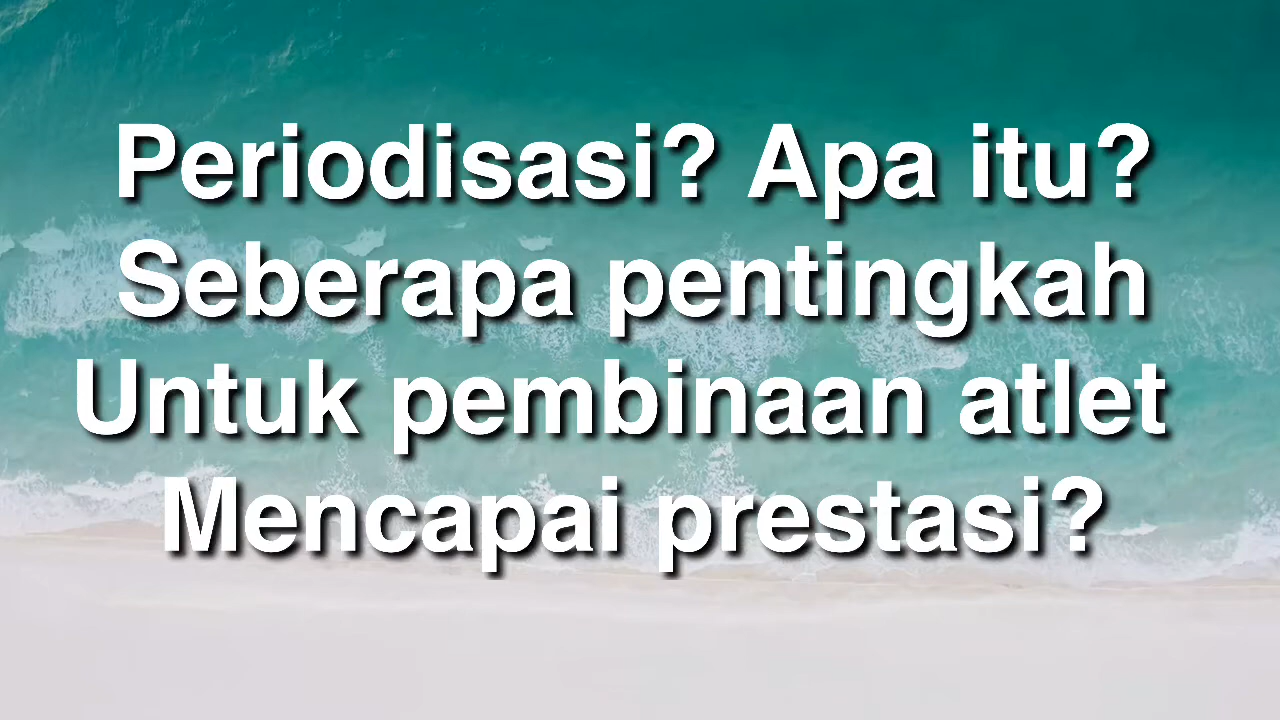 Periodisasi? Apa itu?
Seberapa pentingkah
Untuk pembinaan atlet
Mencapai prestasi?